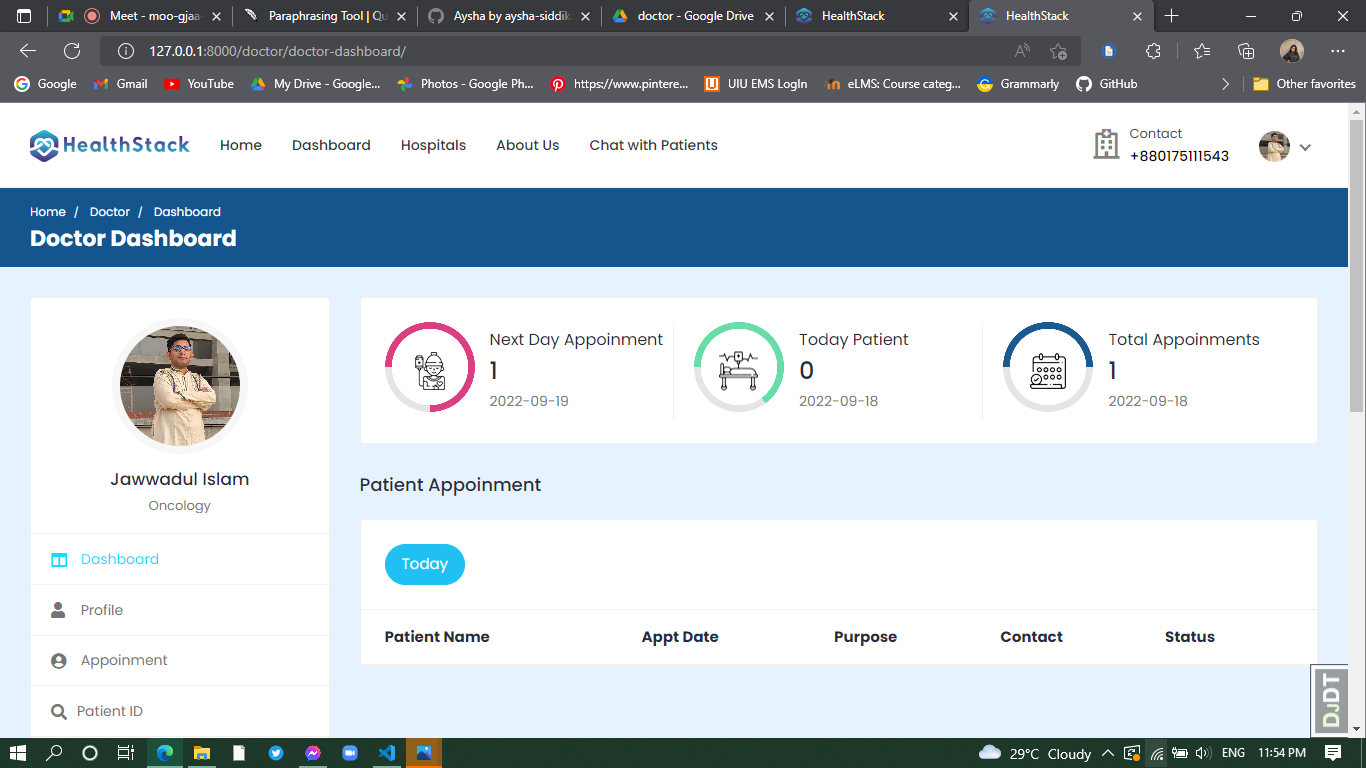 Meet - moo-gjaa
Paraphrasing Tool | Qu
Aysha by aysha-siddik
doctor - Google Drive
HealthStack
HealthStack
127.0.0.1:8000/doctor/doctor-dashboard/
Google
Gmail
YouTube
My Drive - Google...
Photos - Google Ph...
https://www.pintere...
UIU EMS LogIn
eLMS: Course categ...
Grammarly
GitHub
Other favorites
HealthStack
Home
Dashboard
Hospitals
About Us
Chat with Patients
Contact
+880175111543
Home / Doctor / Dashboard
Doctor Dashboard
Jawwadul Islam
Oncology
Dashboard
Profile
Appoinment
Patient ID
Next Day Appoinment
1
2022-09-19
Today Patient
0
2022-09-18
Total Appoinments
1
2022-09-18
Patient Appoinment
Today
Patient Name Appt Date Purpose Contact Status
DjDT
29°C Cloudy
ENG
11:54 PM